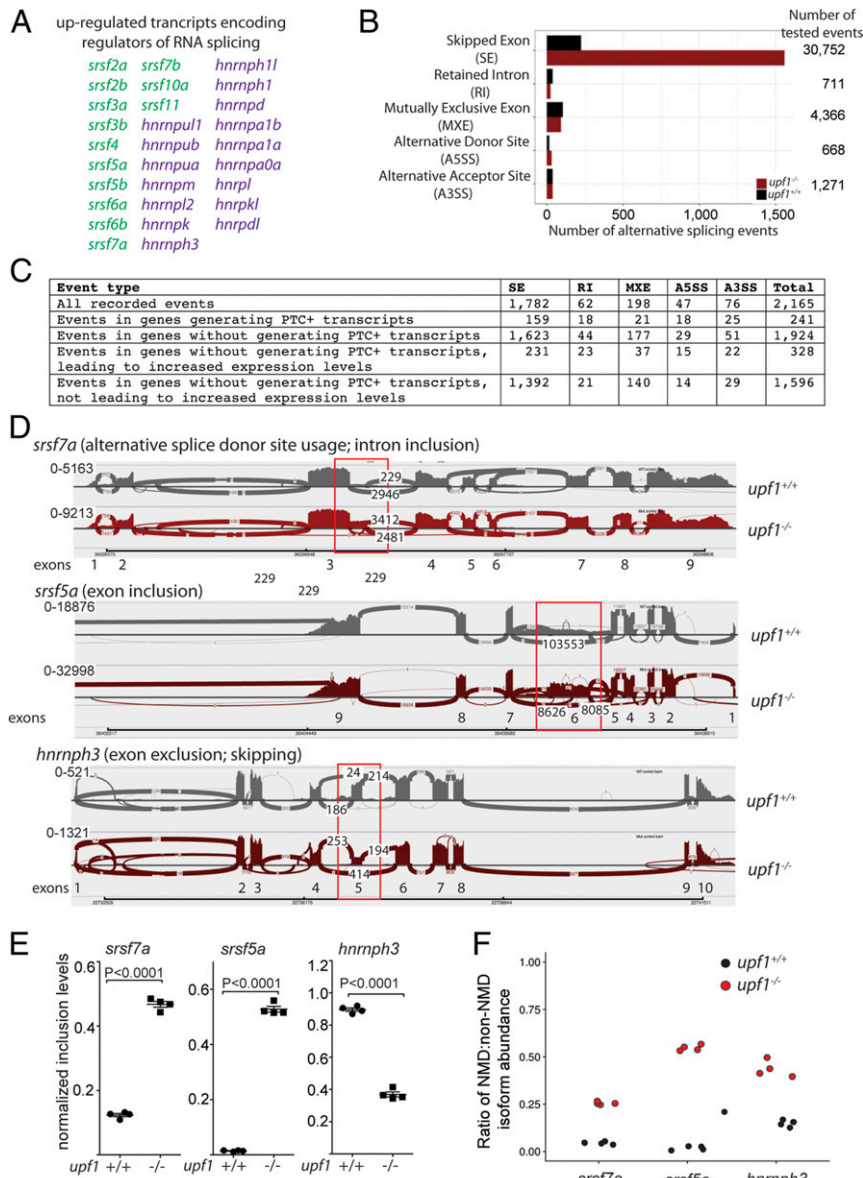 A
up-regulated trancripts encoding
regulators of RNA splicing
srsf2a srsf7b hnrnph1l
srsf2b srsf10a hnrnph1
srsf3a srsf11 hnrnpd
srsf3b hnrnpul1 hnrnpa1b
srsf4 hnrnpub hnrnpa1a
srsf5a hnrnpua hnrnpa0a
srsf5b hnrnpm hnrpl
srsf6a hnrnpl2 hnrpkl
srsf6b hnrnpk hnrpdl
srsf7a hnrnph3
B
Number of
tested events
Skipped Exon
(SE)
30,752
Retained Intron
(RI)
711
Mutually Exclusive Exon
(MXE)
4,366
Alternative Donor Site
(A5SS)
668
Alternative Acceptor Site
(A3SS)
1,271
upf1-/-
upf1+/+
0 500 1,000 1,500
Number of alternative splicing events
C
Event type SE RI MXE A5SS A3SS Total
All recorded events 1,782 62 198 47 76 2,165
Events in genes generating PTC+ transcripts 159 18 21 18 25 241
Events in genes without generating PTC+ transcripts 1,623 44 177 29 51 1,924
Events in genes without generating PTC+ transcripts, 231 23 37 15 22 328
leading to increased expression levels
Events in genes without generating PTC+ transcripts, 1,392 21 140 14 29 1,596
not leading to increased expression levels
D
srsf7a (alternative splice donor site usage; intron inclusion)
0-5163
229
2946
upf1+/+
0-9213
3412
2481
upf1-/-
exons 1 2 3 4 5 6 7 8 9
229 229
229
srsf5a (exon inclusion)
0-18876
103553
upf1+/+
0-32998
8626 8085
upf1-/-
exons 9 8 7 6 5 4 3 2 1
hnrnph3 (exon exclusion; skipping)
0-521
24 214
186
upf1+/+
0-1321
253 194
414
upf1-/-
exons 1 2 3 4 5 6 7 8 9 10
E
srsf7a srsf5a hnrnph3
normalized inclusion levels
0.6
0.4
0.2
P<0.0001
0.6
0.4
0.2
P<0.0001
1.2
1.0
0.8
0.6
0.4
0.2
P<0.0001
upf1 +/+ -/- upf1 +/+ -/- upf1 +/+ -/-
F
upf1+/+
upf1-/-
Ratio of NMD:non-NMD
isoform abundance
1.00
0.75
0.50
0.25
0.00
srsf7a srsf5a hnrnph3